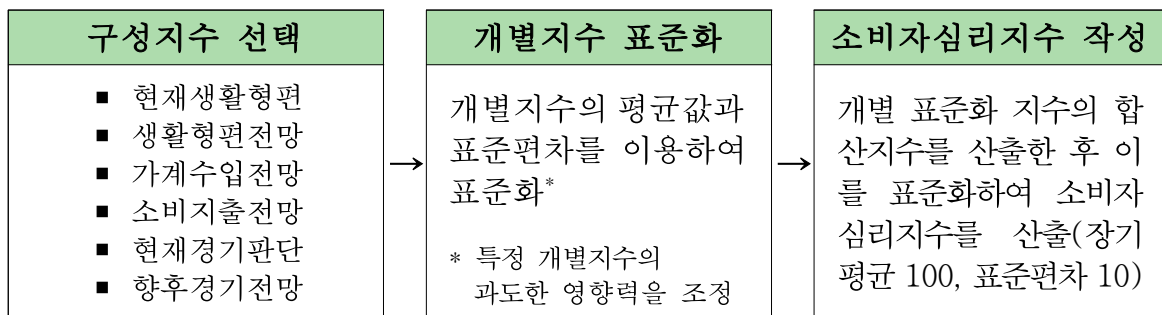 구성지수 선택
■ 현재생활형편
■ 생활형편전망
■ 가계수입전망
■ 소비지출전망
■ 현재경기판단
■ 향후경기전망
→
개별지수 표준화
개별지수의 평균값과
표준편차를 이용하여
표준화*
* 특정 개별지수의
과도한 영향력을 조정
→
소비자심리지수 작성
개별 표준화 지수의 합
산지수를 산출한 후 이
를 표준화하여 소비자
심리지수를 산출(장기
평균 100, 표준편차 10)